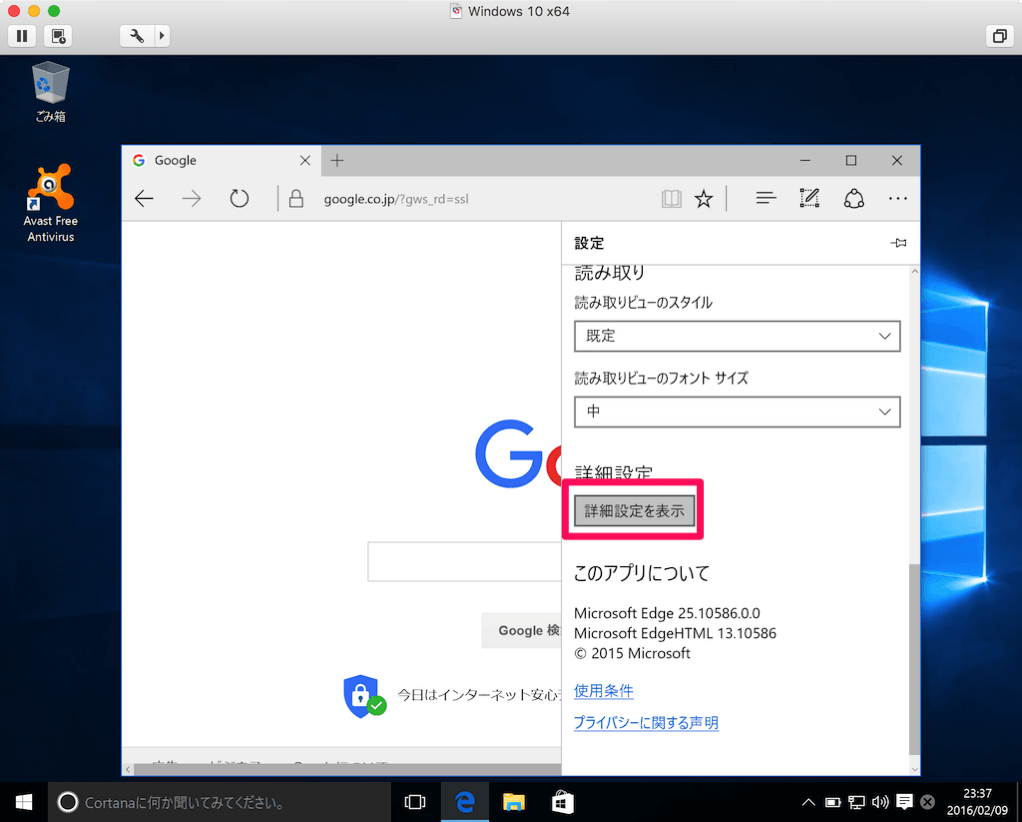 Windows 10 x64
ごみ箱
Avast Free
Antivirus
Google
google.co.jp/?gws_rd=ssl
設定
読み取り
読み取りビューのスタイル
既定
読み取りビューのフォント サイズ
中
詳細設定
詳細設定を表示
このアプリについて
Microsoft Edge 25.10586.0.0
Microsoft EdgeHTML 13.10586
© 2015 Microsoft
使用条件
プライバシーに関する声明
Google 検
今日はインターネット安心
Cortanaに何か聞いてみてください。
23:37
2016/02/09